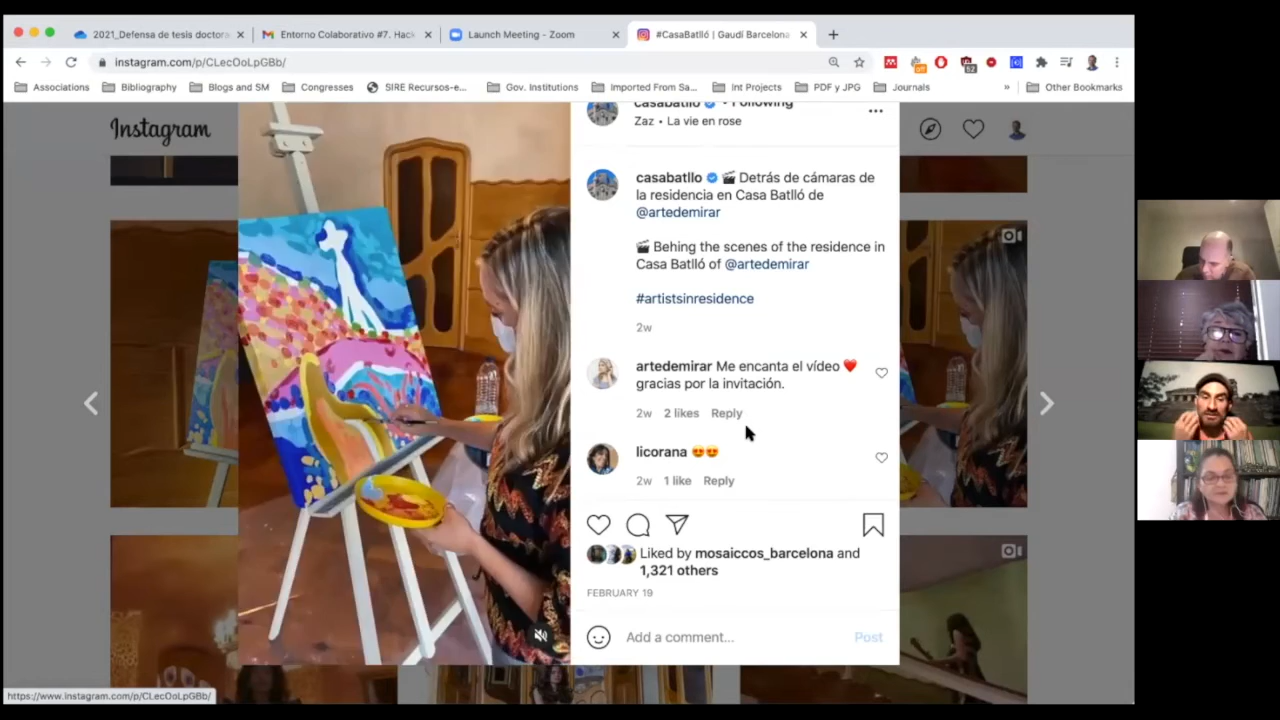 2021_Defensa de tesis doctora
Entorno Colaborativo #7. Hack
Launch Meeting - Zoom
#CasaBatlló | Gaudí Barcelona
instagram.com/p/CLecOoLpGBb/
off
52
Associations
Bibliography
Blogs and SM
Congresses
SIRE Recursos-e...
Gov. Institutions
Imported From Sa...
Int Projects
PDF y JPG
Journals
»
Other Bookmarks
Instagram
casabatllo • Following
Zaz • La vie en rose
casabatllo 🎬 Detrás de cámaras de
la residencia en Casa Batlló de
@artedemirar
🎬 Behing the scenes of the residence in
Casa Batlló of @artedemirar
#artistsinresidence
2w
artedemirar Me encanta el vídeo ❤️
gracias por la invitación.
2w 2 likes Reply
licorana 😍😍
2w 1 like Reply
Liked by mosaiccos_barcelona and
1,321 others
FEBRUARY 19
Add a comment... Post
https://www.instagram.com/p/CLecOoLpGBb/